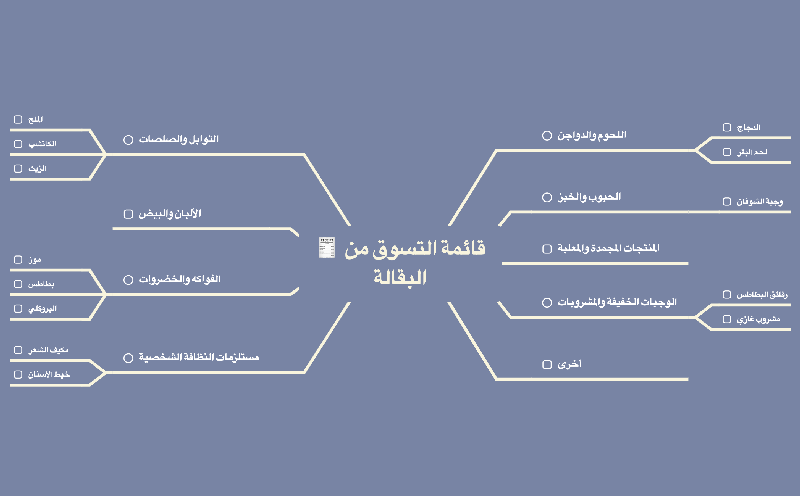 قائمة التسوق من
البقالة
اللحوم والدواجن
الدجاج
لحم البقر
الحبوب والخبز
وجبة الشوفان
المنتجات المجمدة والمعلبة
الوجبات الخفيفة والمشروبات
رقائق البطاطس
مشروب غازي
أخرى
التوابل والصلصات
الملح
الكاتشب
الزيت
الألبان والبيض
الفواكه والخضروات
موز
بطاطس
البروكلي
مستلزمات النظافة الشخصية
مكيف الشعر
خيط الأسنان